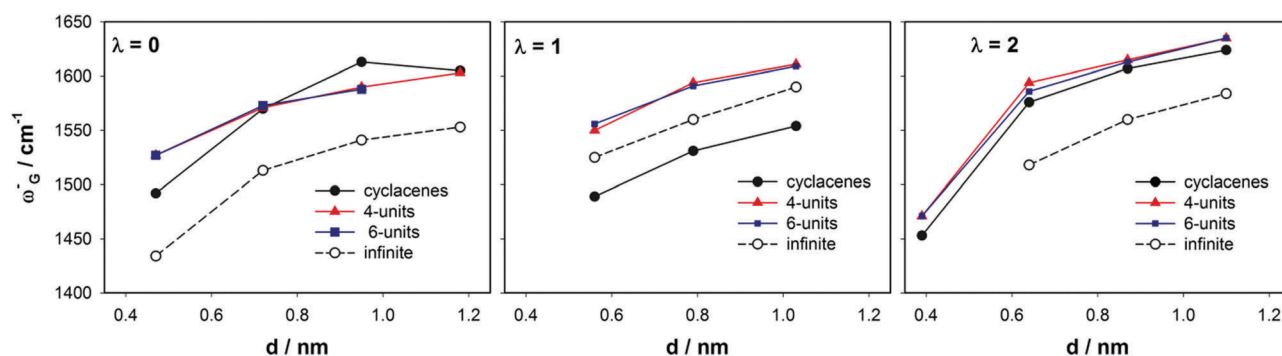 1650
1600
1550
1500
1450
1400
ω⁻G / cm⁻¹
λ = 0
cyclacenes
4-units
6-units
infinite
0.4 0.6 0.8 1.0 1.2
d / nm
λ = 1
cyclacenes
4-units
6-units
infinite
0.4 0.6 0.8 1.0 1.2
d / nm
λ = 2
cyclacenes
4-units
6-units
infinite
0.4 0.6 0.8 1.0 1.2
d / nm